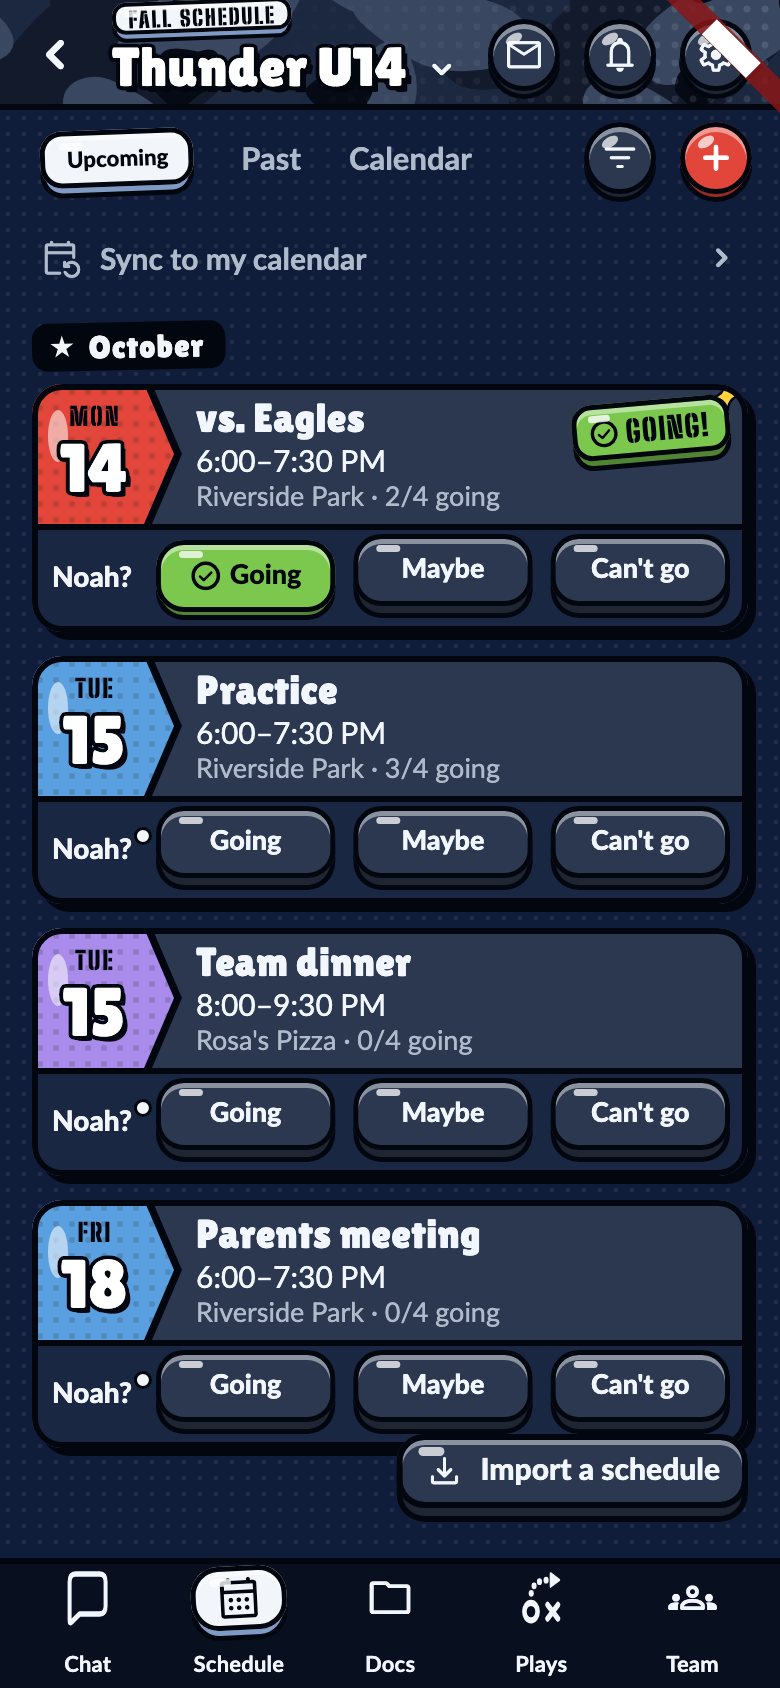 FALL SCHEDULE
Thunder U14
Upcoming
Past
Calendar
Sync to my calendar
★ October
MON
14
vs. Eagles
6:00–7:30 PM
Riverside Park · 2/4 going
GOING!
Noah?
Going
Maybe
Can't go
TUE
15
Practice
6:00–7:30 PM
Riverside Park · 3/4 going
Noah?
Going
Maybe
Can't go
TUE
15
Team dinner
8:00–9:30 PM
Rosa's Pizza · 0/4 going
Noah?
Going
Maybe
Can't go
FRI
18
Parents meeting
6:00–7:30 PM
Riverside Park · 0/4 going
Noah?
Going
Maybe
Can't go
Import a schedule
Chat
Schedule
Docs
Plays
Team